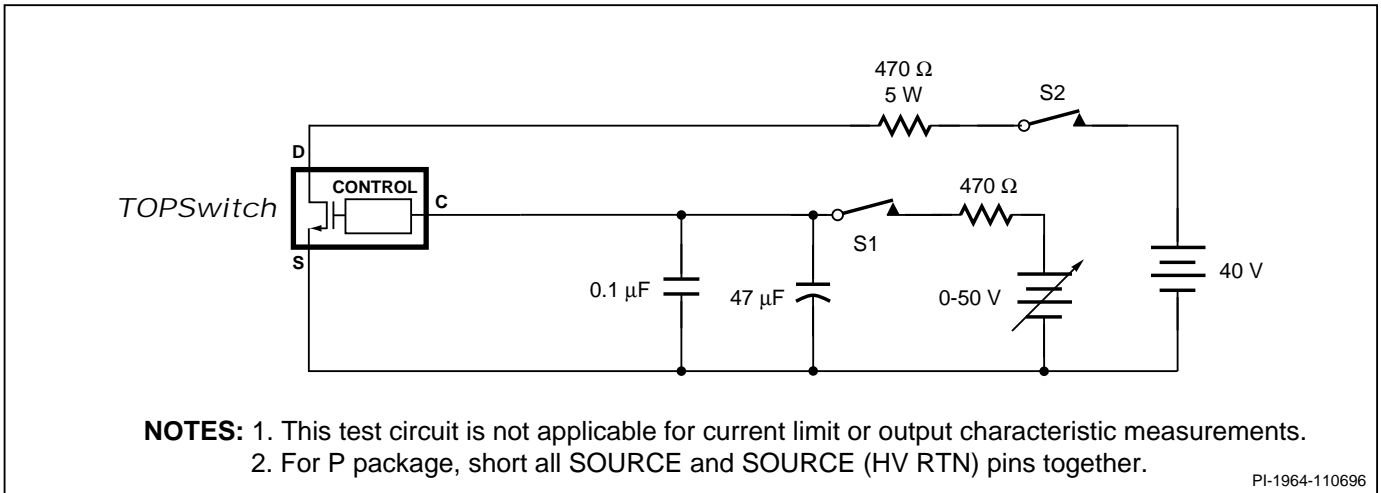 470 Ω
5 W
S2
D
CONTROL
TOPSwitch
C
470 Ω
S1
S
0.1 μF
47 μF
0-50 V
40 V
NOTES: 1. This test circuit is not applicable for current limit or output characteristic measurements.
2. For P package, short all SOURCE and SOURCE (HV RTN) pins together.
PI-1964-110696